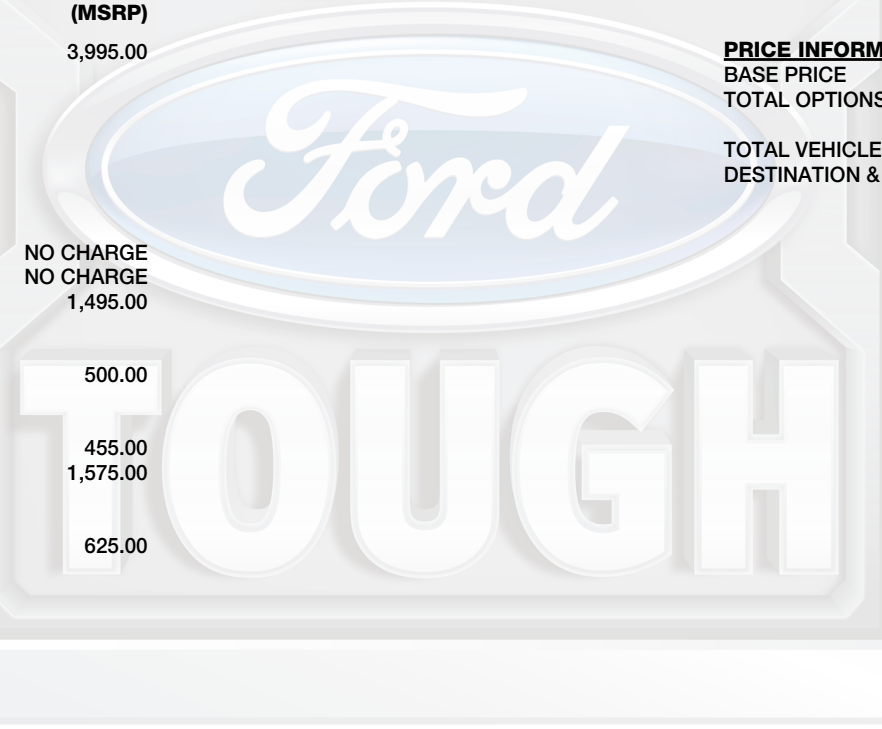 (MSRP)
3,995.00
NO CHARGE
NO CHARGE
1,495.00
500.00
455.00
1,575.00
625.00
PRICE INFORM
BASE PRICE
TOTAL OPTIONS
TOTAL VEHICLE
DESTINATION &
Ford
TOUGH